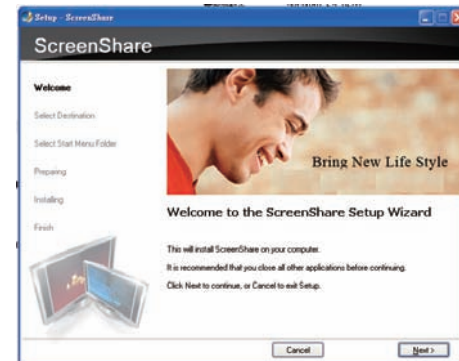 Setup - ScreenShare
ScreenShare
Welcome
Select Destination
Select Start Menu Folder
Preparing
Installing
Finish
Bring New Life Style
Welcome to the ScreenShare Setup Wizard
This will install ScreenShare on your computer.
It is recommended that you close all other applications before continuing.
Click Next to continue, or Cancel to exit Setup.
Cancel
Next >